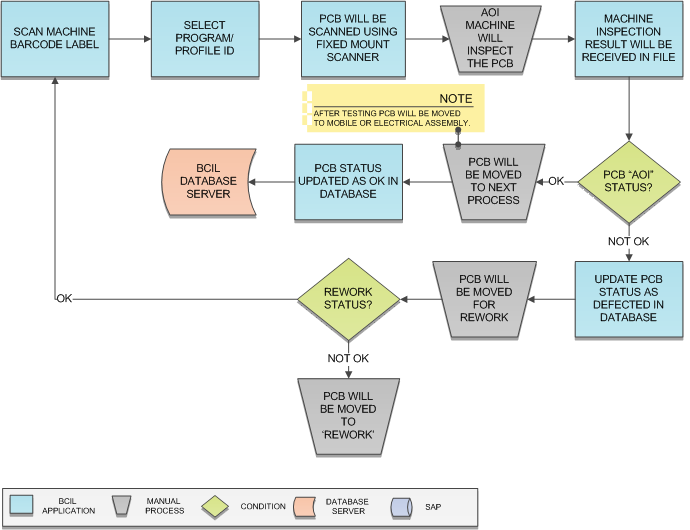 SCAN MACHINE
BARCODE LABEL
SELECT
PROGRAM/
PROFILE ID
PCB WILL BE
SCANNED USING
FIXED MOUNT
SCANNER
AOI
MACHINE
WILL
INSPECT
THE PCB
MACHINE
INSPECTION
RESULT WILL BE
RECEIVED IN FILE
NOTE
AFTER TESTING PCB WILL BE MOVED
TO MOBILE OR ELECTRICAL ASSEMBLY.
BCIL
DATABASE
SERVER
PCB STATUS
UPDATED AS OK IN
DATABASE
PCB WILL
BE MOVED
TO NEXT
PROCESS
OK
PCB “AOI”
STATUS?
NOT OK
REWORK
STATUS?
PCB WILL
BE MOVED
FOR
REWORK
UPDATE PCB
STATUS AS
DEFECTED IN
DATABASE
OK
NOT OK
PCB WILL
BE MOVED
TO
‘REWORK’
BCIL
APPLICATION
MANUAL
PROCESS
CONDITION
DATABASE
SERVER
SAP